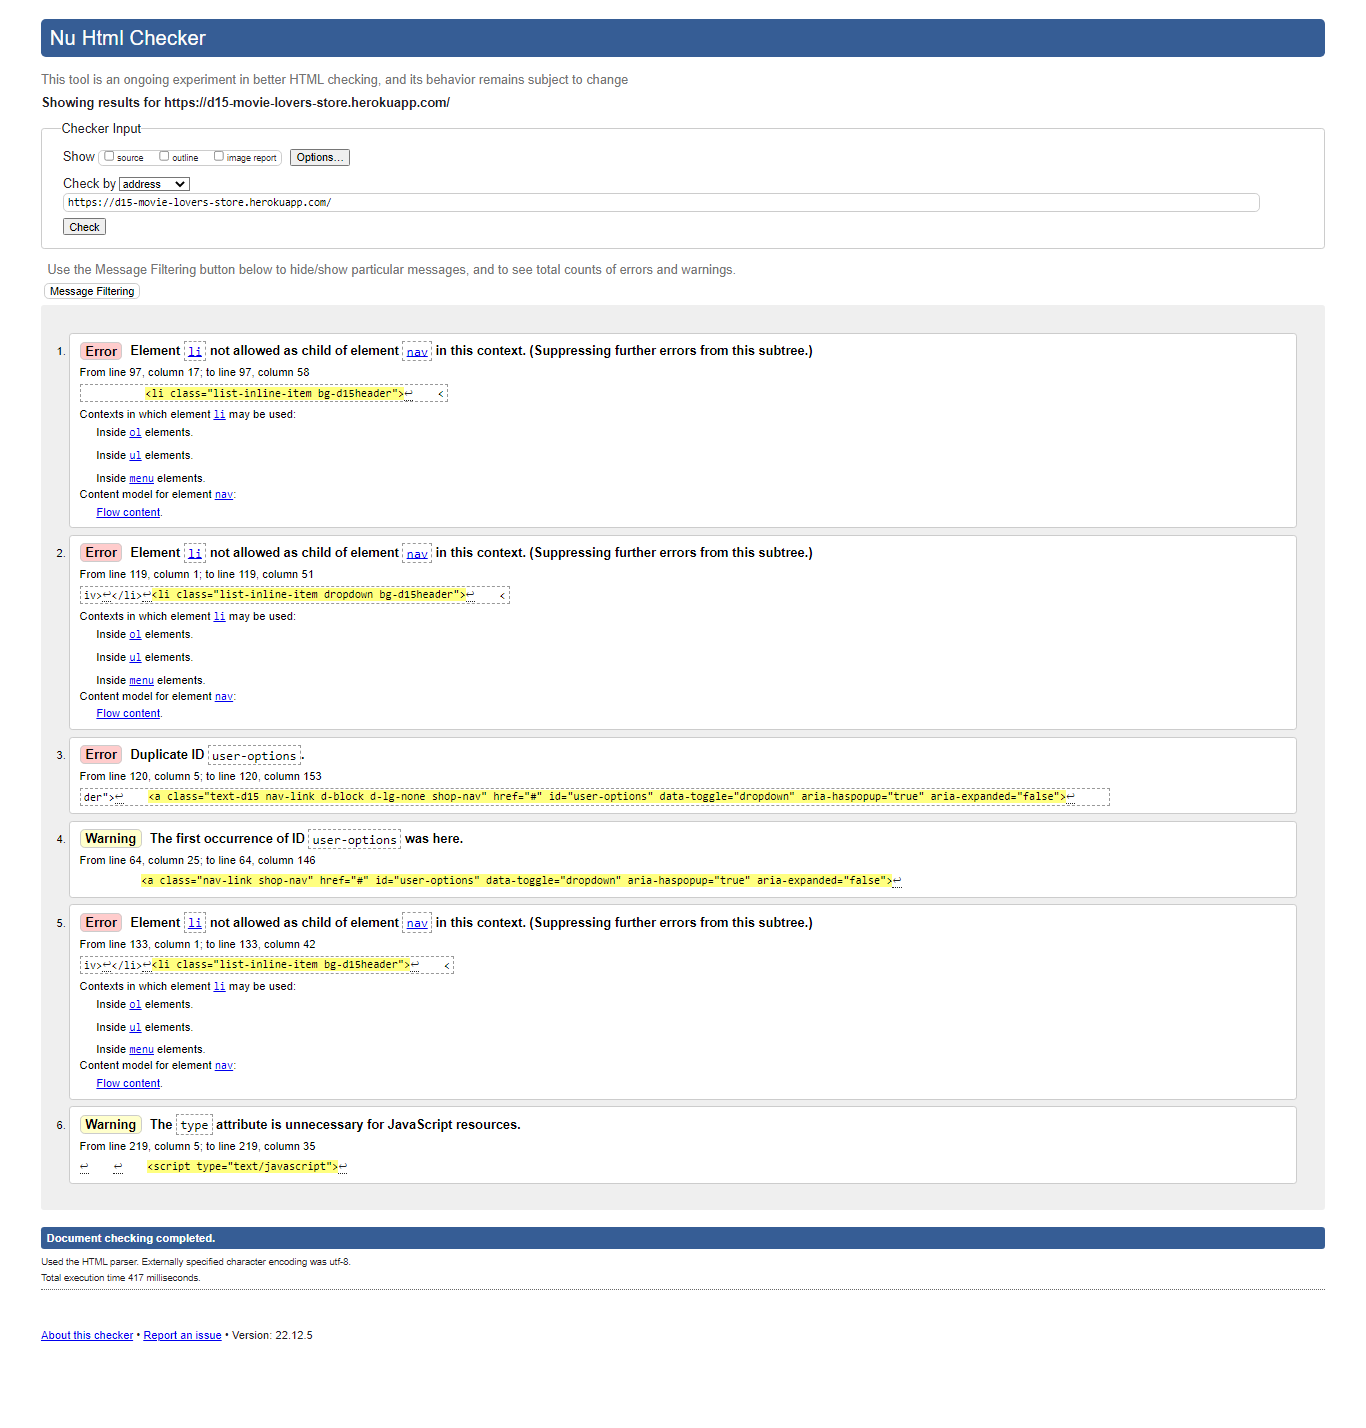 Nu Html Checker
This tool is an ongoing experiment in better HTML checking, and its behavior remains subject to change
Showing results for https://d15-movie-lovers-store.herokuapp.com/
Checker Input
Show source outline image report Options...
Check by address
https://d15-movie-lovers-store.herokuapp.com/
Check
Use the Message Filtering button below to hide/show particular messages, and to see total counts of errors and warnings.
Message Filtering
1. Error Element li not allowed as child of element nav in this context. (Suppressing further errors from this subtree.)
From line 97, column 17; to line 97, column 58
<li class="list-inline-item bg-d15header">↩ <
Contexts in which element li may be used:
Inside ol elements.
Inside ul elements.
Inside menu elements.
Content model for element nav:
Flow content.
2. Error Element li not allowed as child of element nav in this context. (Suppressing further errors from this subtree.)
From line 119, column 1; to line 119, column 51
iv>↩</li>↩<li class="list-inline-item dropdown bg-d15header">↩ <
Contexts in which element li may be used:
Inside ol elements.
Inside ul elements.
Inside menu elements.
Content model for element nav:
Flow content.
3. Error Duplicate ID user-options.
From line 120, column 5; to line 120, column 153
der">↩ <a class="text-d15 nav-link d-block d-lg-none shop-nav" href="#" id="user-options" data-toggle="dropdown" aria-haspopup="true" aria-expanded="false">↩
4. Warning The first occurrence of ID user-options was here.
From line 64, column 25; to line 64, column 146
<a class="nav-link shop-nav" href="#" id="user-options" data-toggle="dropdown" aria-haspopup="true" aria-expanded="false">↩
5. Error Element li not allowed as child of element nav in this context. (Suppressing further errors from this subtree.)
From line 133, column 1; to line 133, column 42
iv>↩</li>↩<li class="list-inline-item bg-d15header">↩ <
Contexts in which element li may be used:
Inside ol elements.
Inside ul elements.
Inside menu elements.
Content model for element nav:
Flow content.
6. Warning The type attribute is unnecessary for JavaScript resources.
From line 219, column 5; to line 219, column 35
↩ ↩ <script type="text/javascript">↩
Document checking completed.
Used the HTML parser. Externally specified character encoding was utf-8.
Total execution time 417 milliseconds.
About this checker • Report an issue • Version: 22.12.5